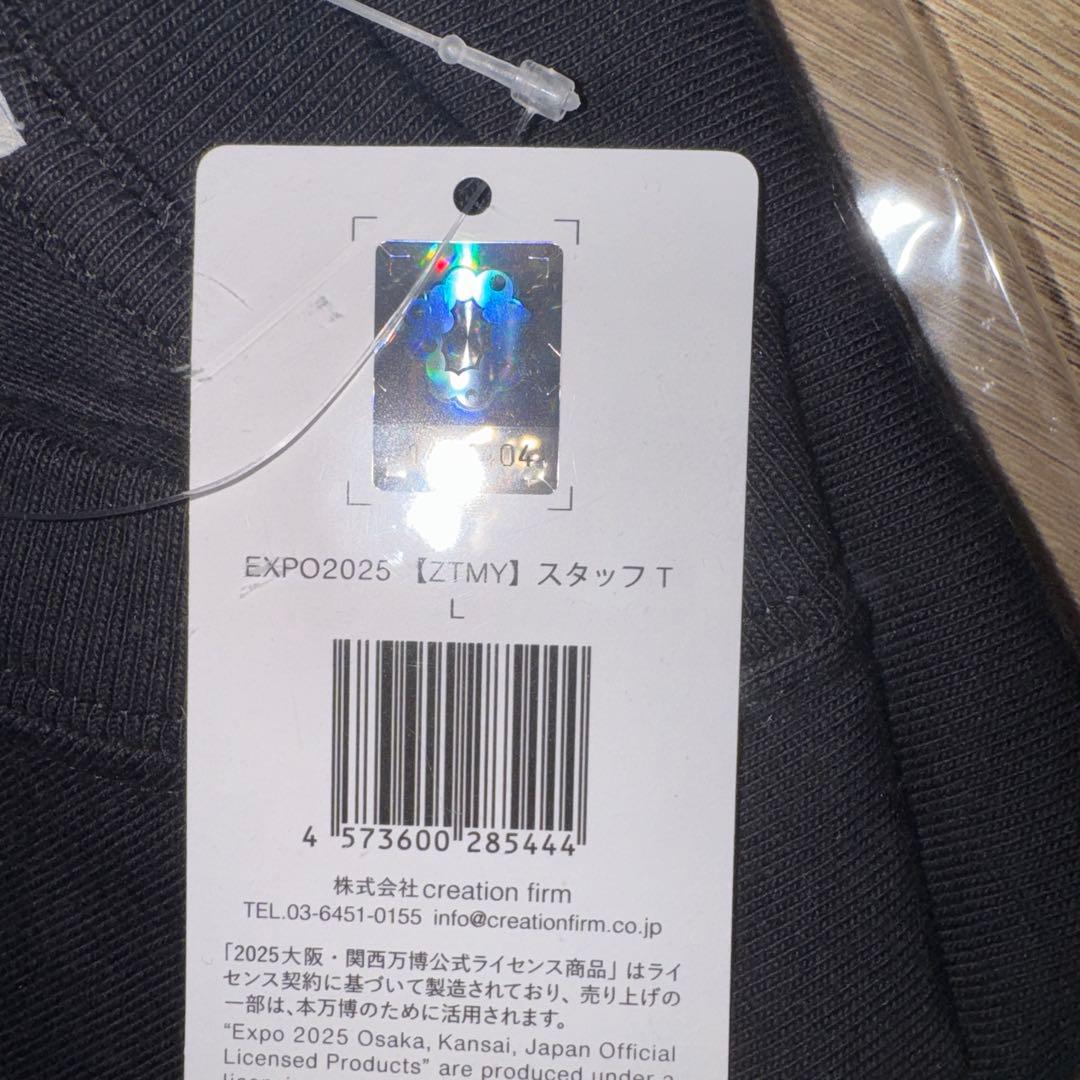 EXPO2025 【ZTMY】スタッフT
L
4 573600 285444
株式会社creation firm
TEL.03-6451-0155 info@creationfirm.co.jp
「2025大阪・関西万博公式ライセンス商品」はライ
センス契約に基づいて製造されており、売り上げの
一部は、本万博のために活用されます。
“Expo 2025 Osaka, Kansai, Japan Official
Licensed Products” are produced under a